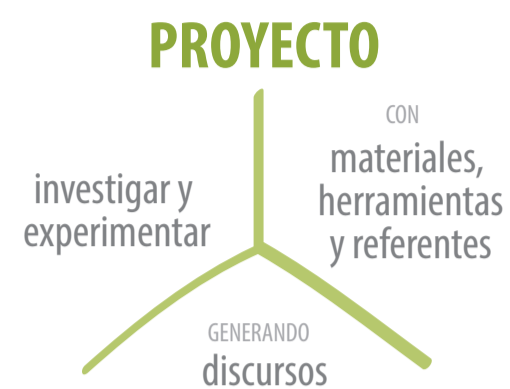 PROYECTO
investigar y
experimentar
CON
materiales,
herramientas
y referentes
GENERANDO
discursos